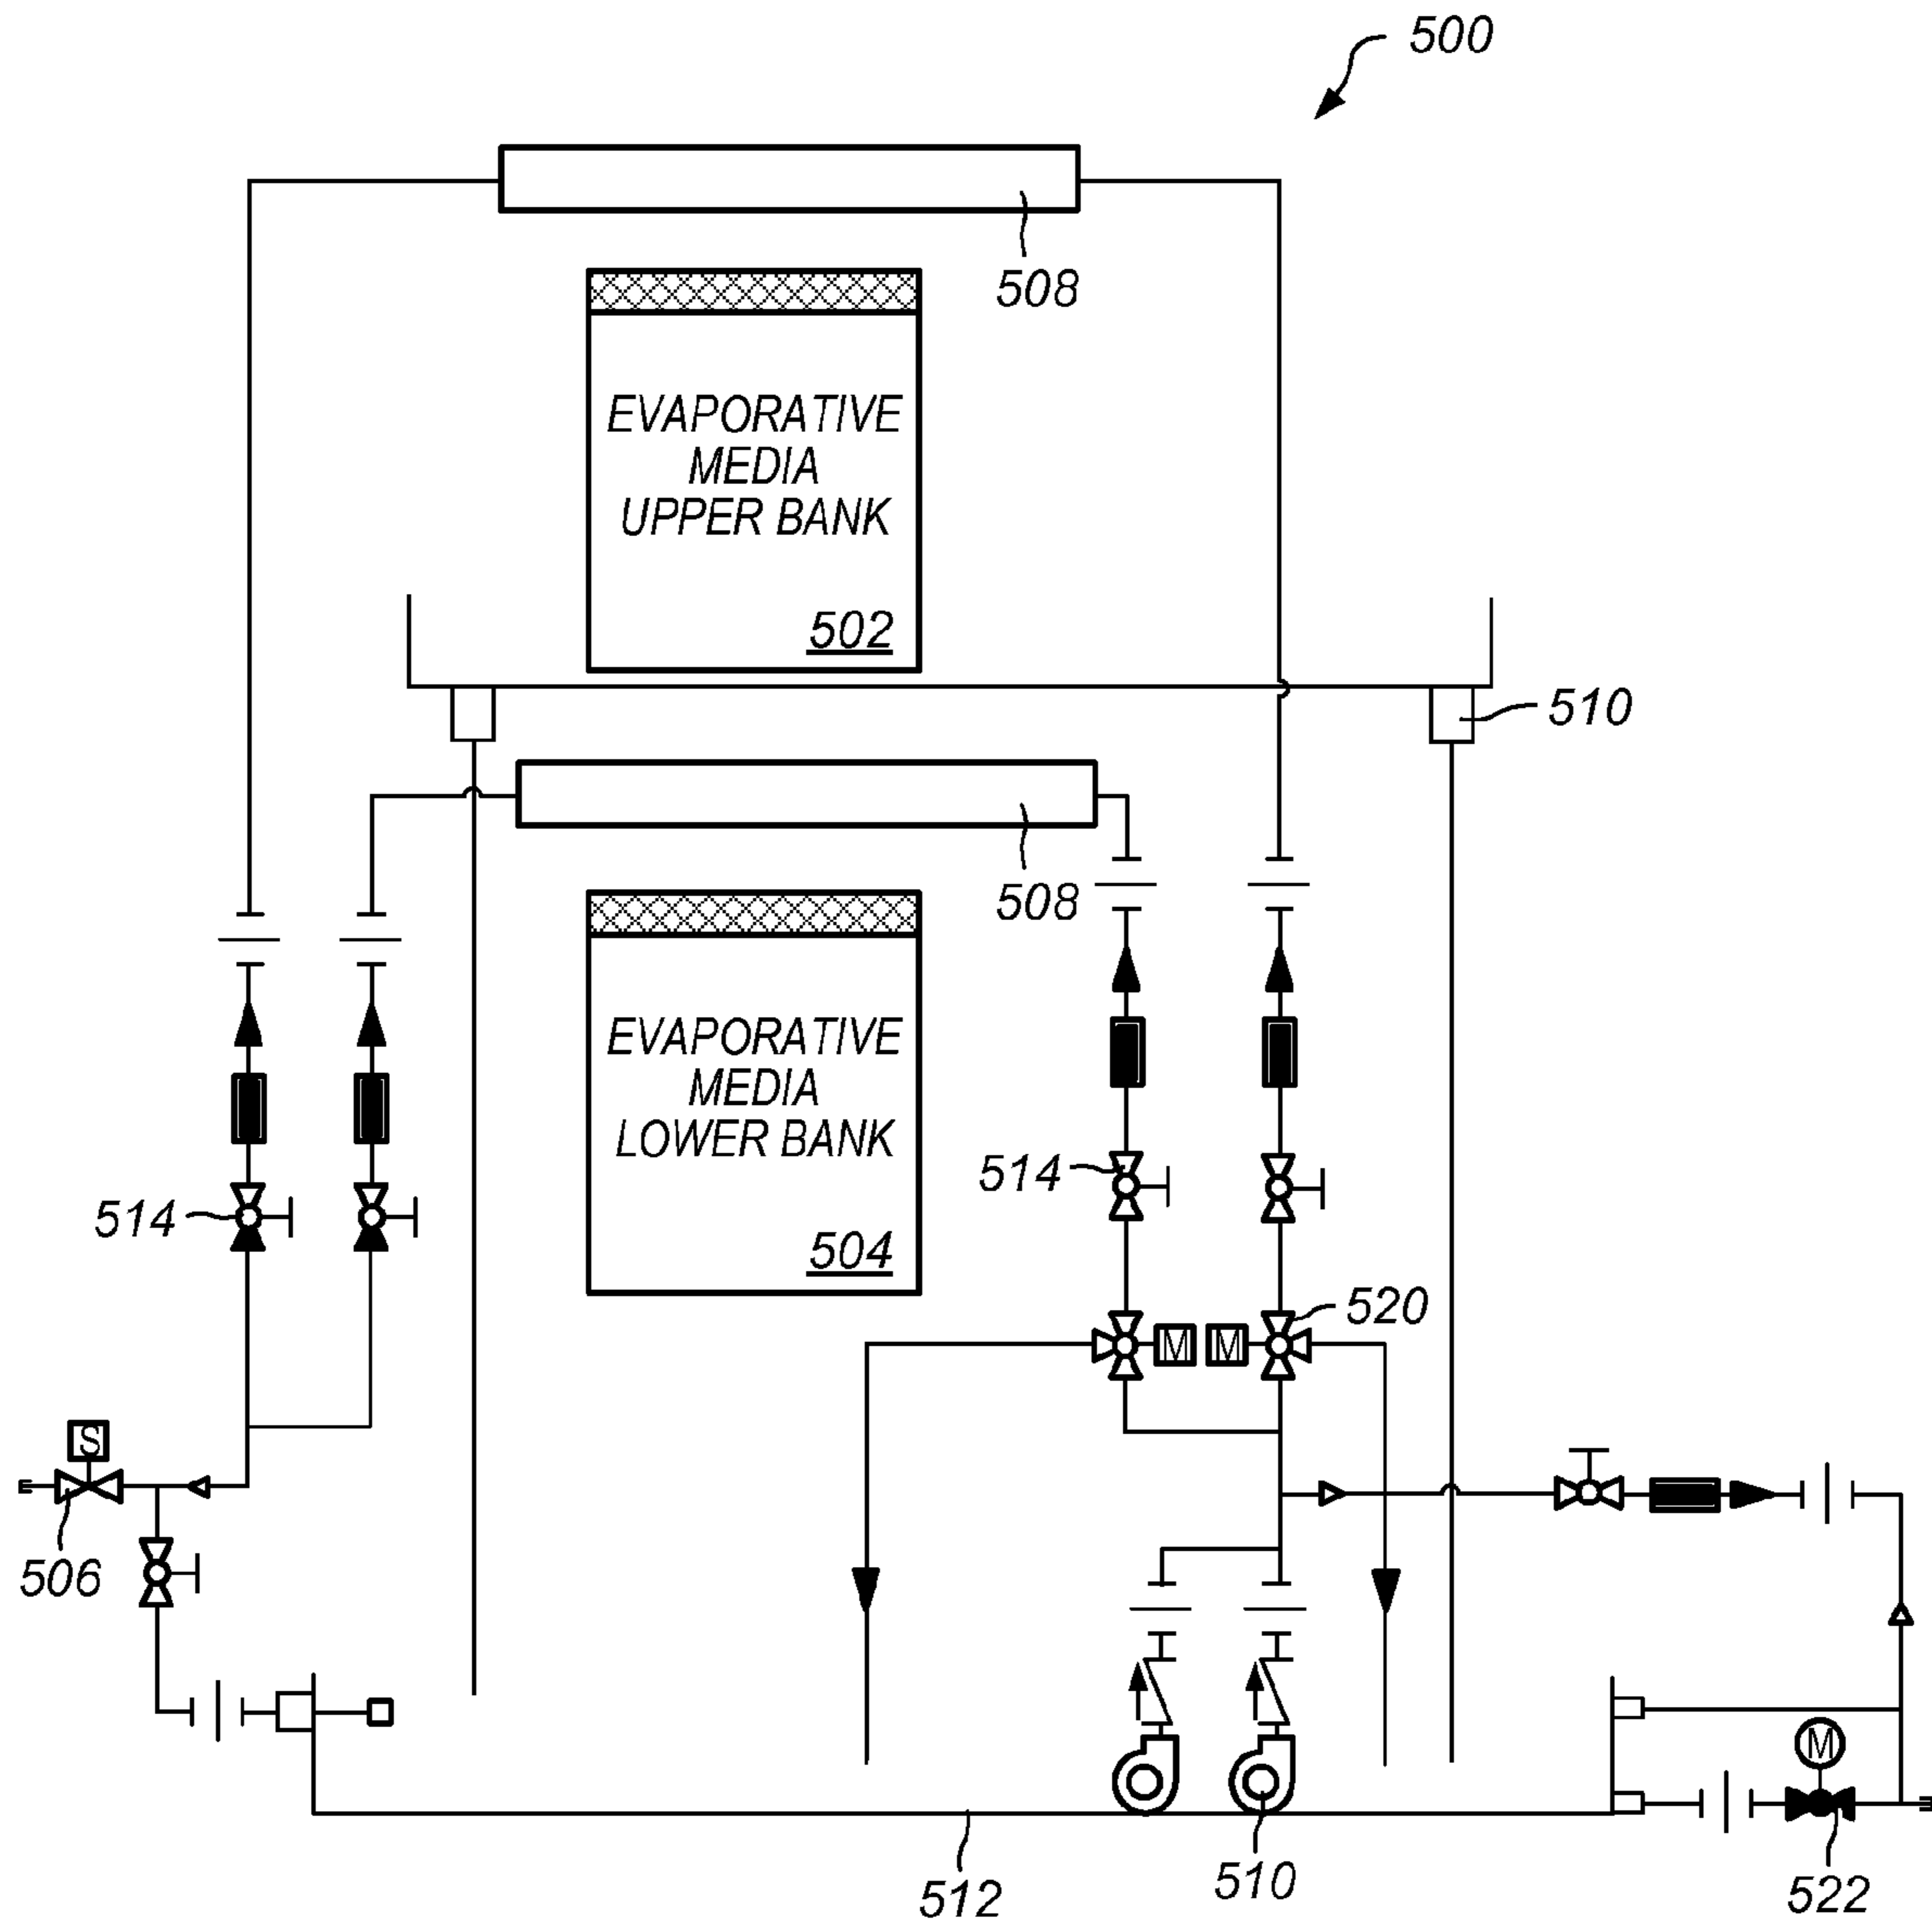 500
508
EVAPORATIVE
MEDIA
UPPER BANK
502
510
508
EVAPORATIVE
MEDIA
LOWER BANK
504
514
514
520
M
M
S
506
M
512
510
522